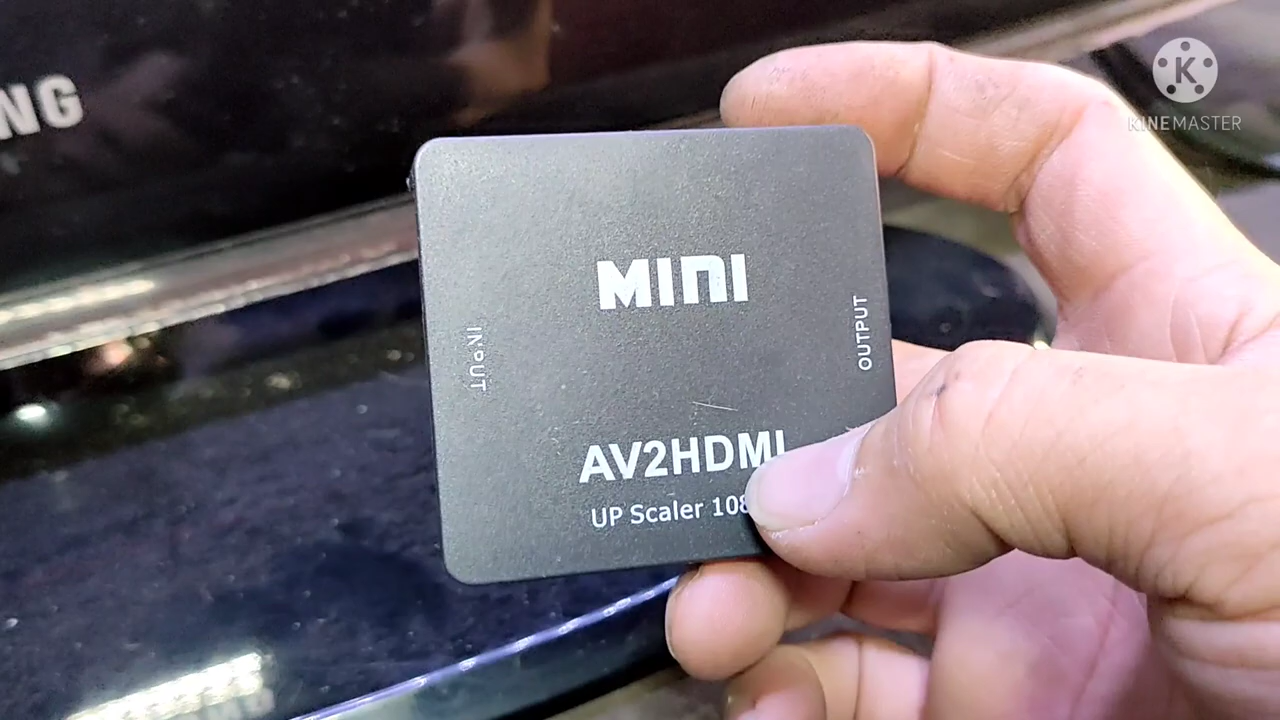 NG
KINEMASTER
MINI
INPUT
OUTPUT
AV2HDMI
UP Scaler 108